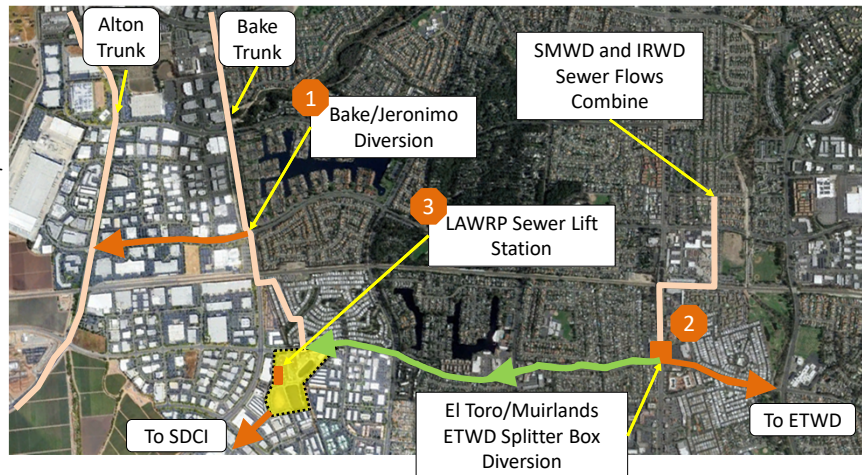 Alton
Trunk
Bake
Trunk
SMWD and IRWD
Sewer Flows
Combine
1
Bake/Jeronimo
Diversion
3
LAWRP Sewer Lift
Station
2
El Toro/Muirlands
ETWD Splitter Box
Diversion
To SDCI
To ETWD